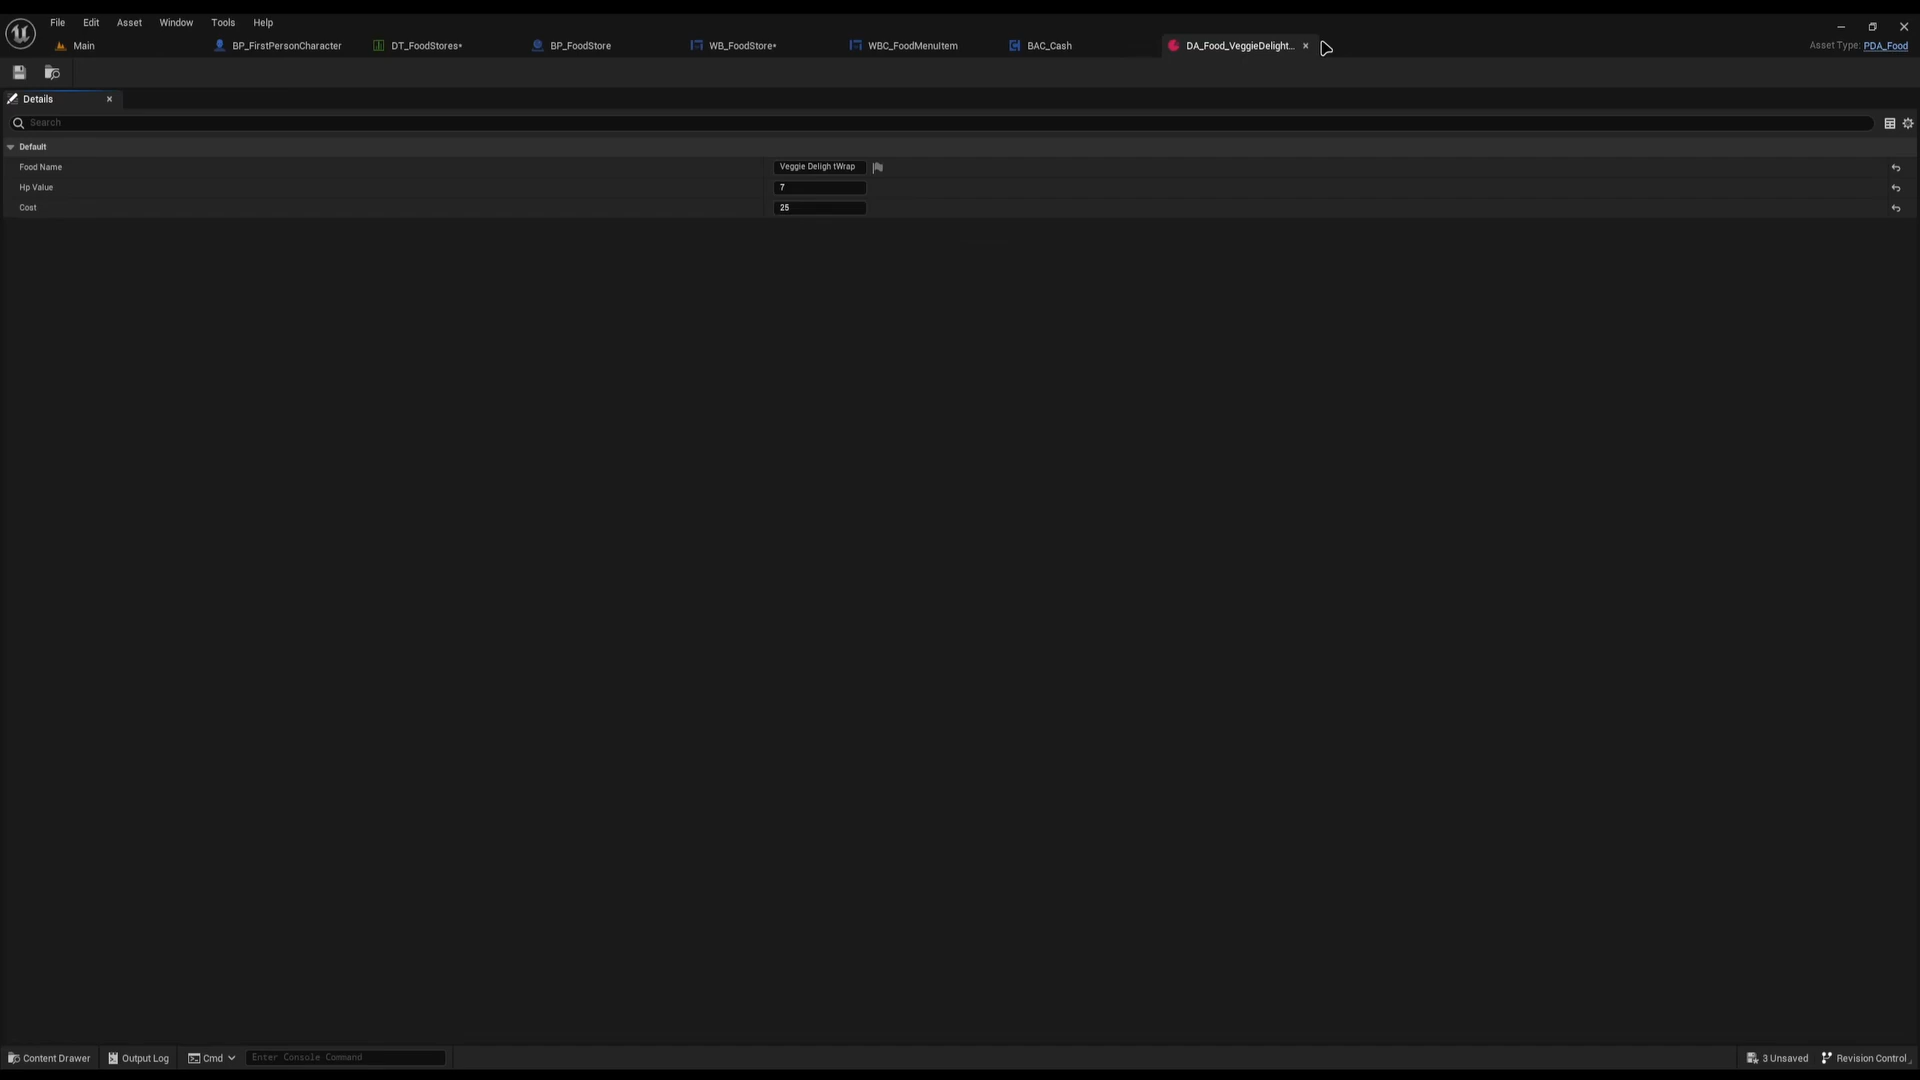 File Edit Asset Window Tools Help
Main BP_FirstPersonCharacter DT_FoodStores* BP_FoodStore WB_FoodStore* WBC_FoodMenuItem BAC_Cash DA_Food_VeggieDelight... Asset Type: PDA_Food
Details
Search
Default
Food Name Veggie Deligh tWrap
Hp Value 7
Cost 25
Content Drawer Output Log Cmd Enter Console Command 3 Unsaved Revision Control